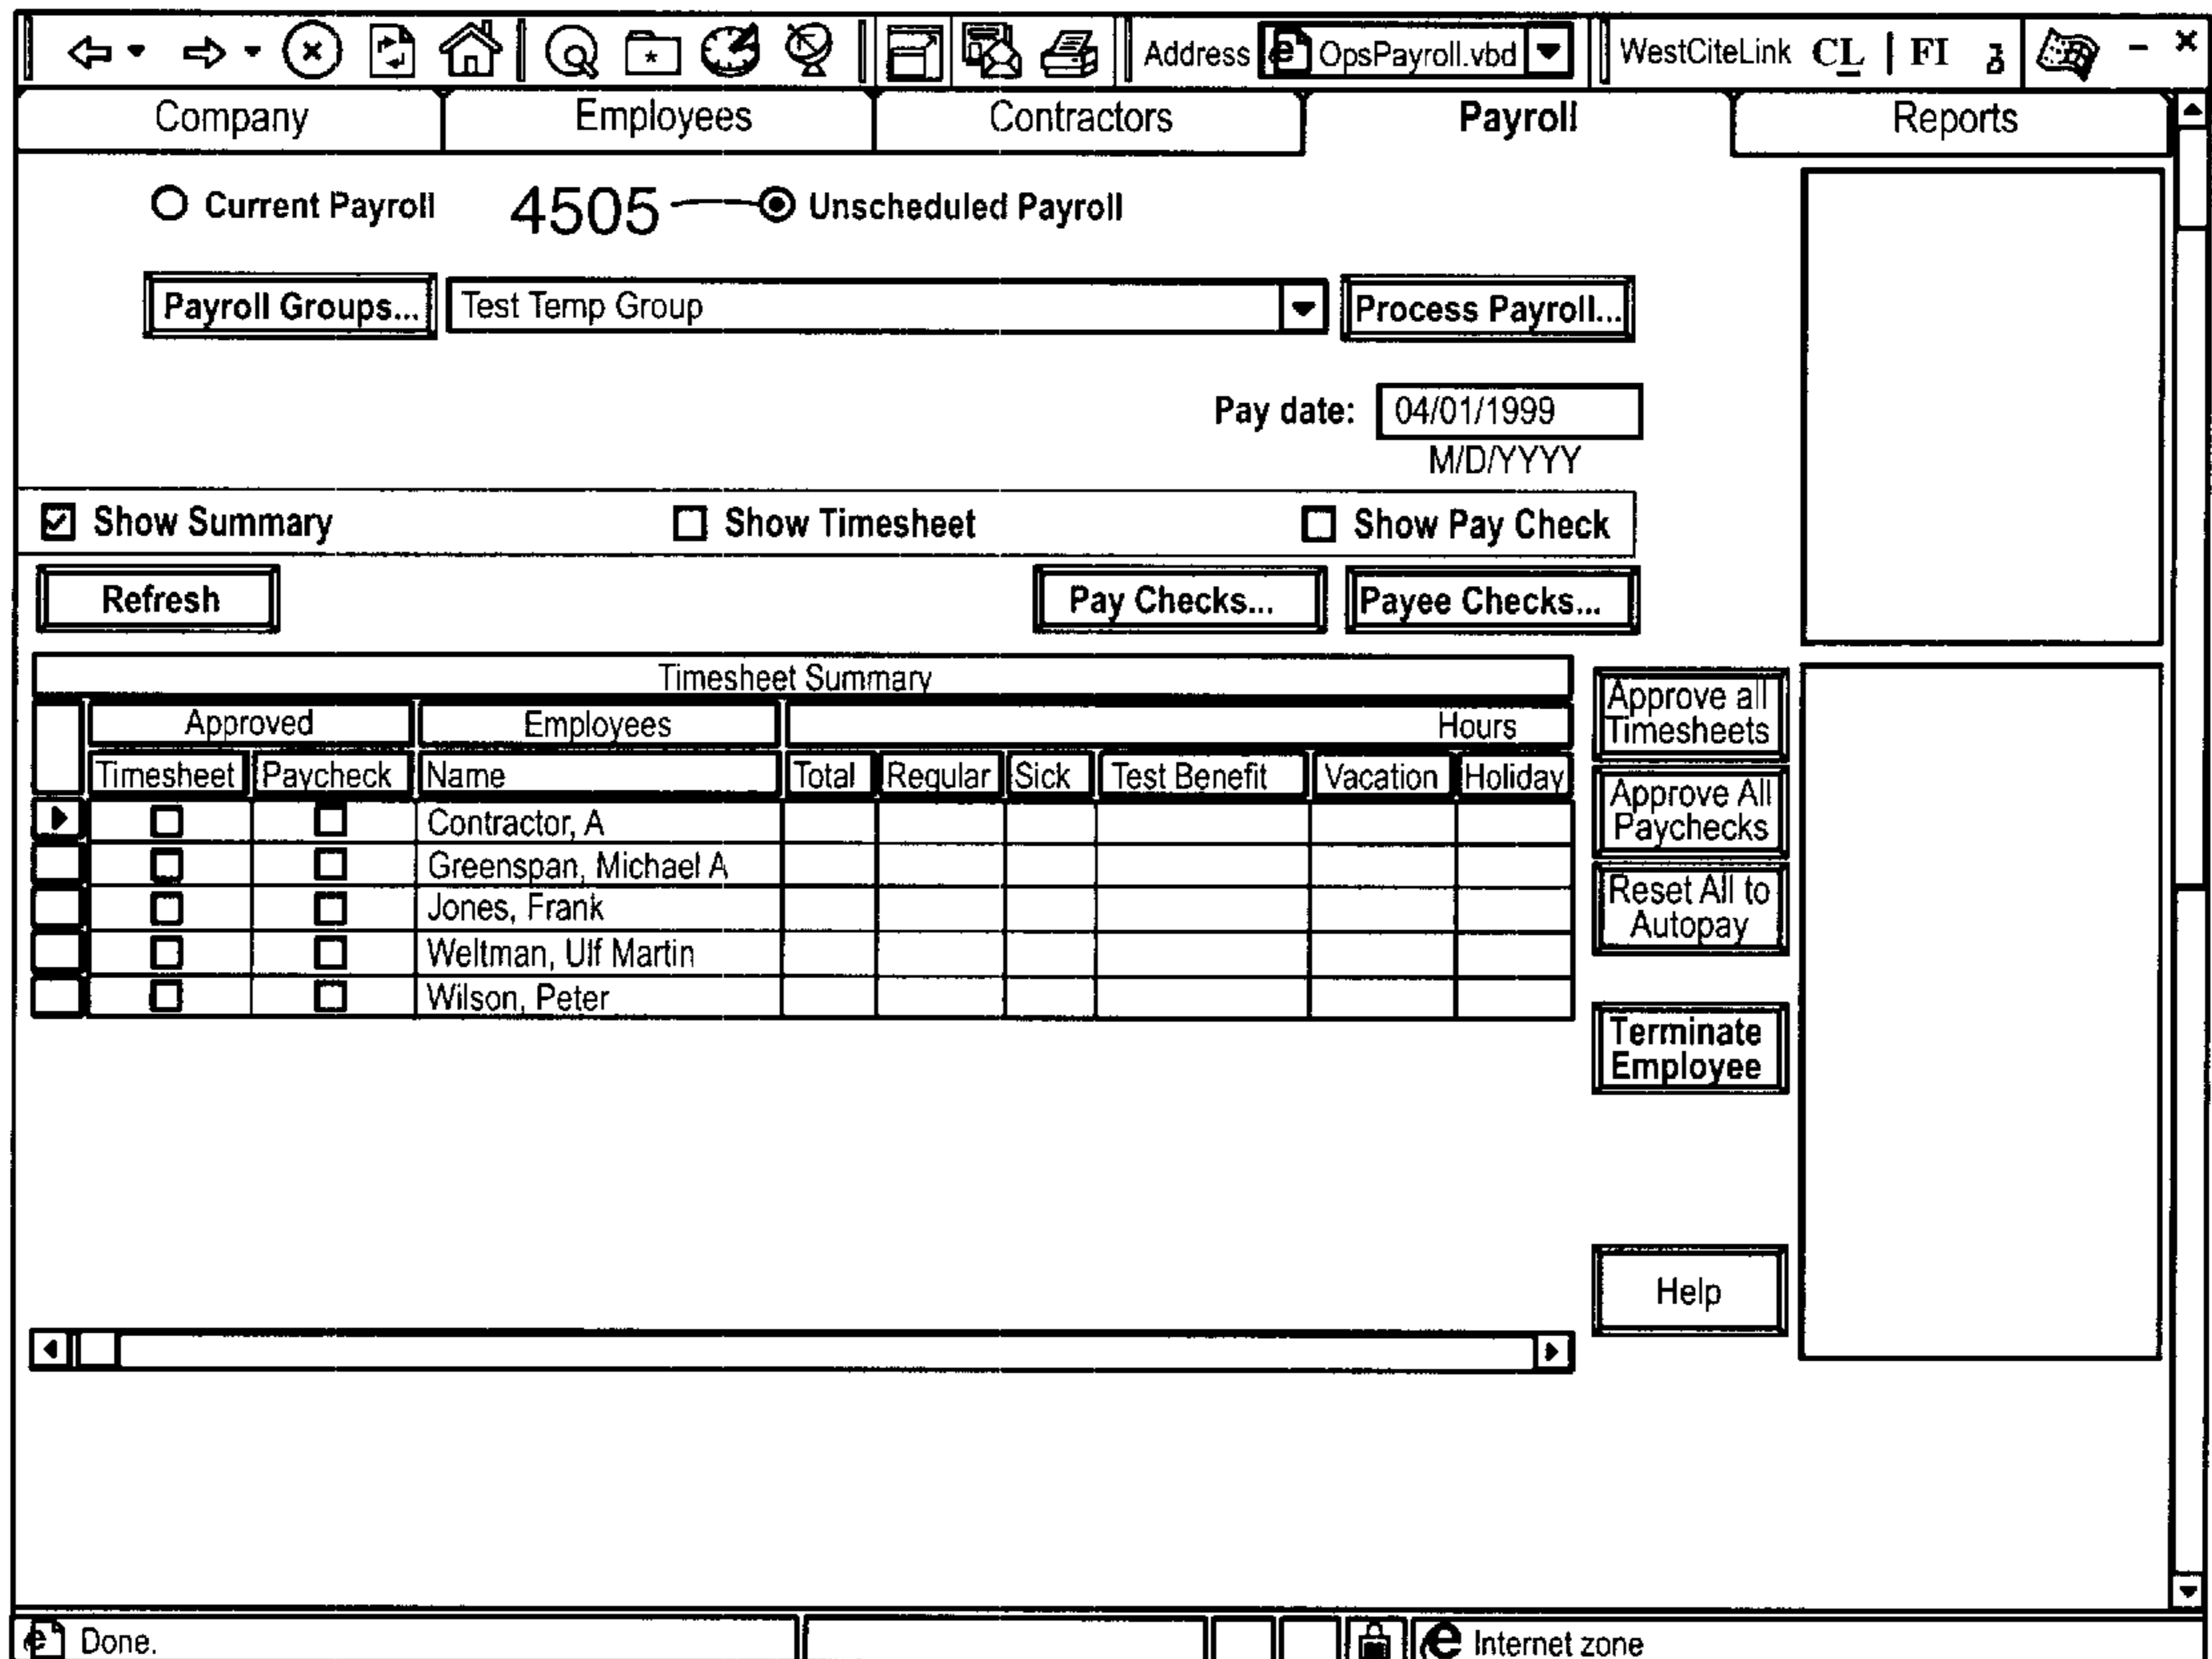 Address OpsPayroll.vbd WestCiteLink CL | FI
Company Employees Contractors Payroll Reports
Current Payroll 4505 Unscheduled Payroll
Payroll Groups... Test Temp Group Process Payroll...
Pay date: 04/01/1999
M/D/YYYY
Show Summary Show Timesheet Show Pay Check
Refresh Pay Checks... Payee Checks...
Timesheet Summary
Approved Employees Hours
Timesheet Paycheck Name Total Regular Sick Test Benefit Vacation Holiday
Contractor, A
Greenspan, Michael A
Jones, Frank
Weltman, Ulf Martin
Wilson, Peter
Approve all
Timesheets
Approve All
Paychecks
Reset All to
Autopay
Terminate
Employee
Help
Done. Internet zone